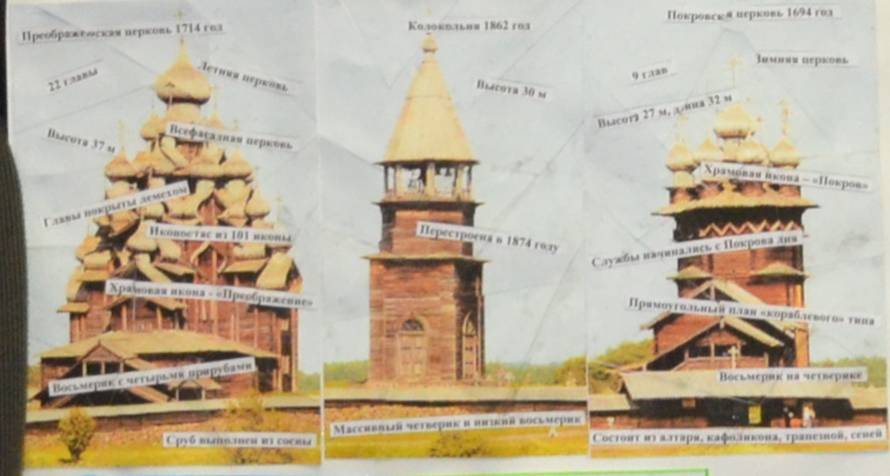 Преображенская церковь 1714 год
22 главы
Летняя церковь
Высота 37 м
Всефасадная церковь
Главы покрыты лемехом
Иконостас из 101 иконы
Храмовая икона - «Преображение»
Восьмерик с четырьмя прирубами
Сруб выполнен из сосны
Колокольня 1862 год
Высота 30 м
Перестроена в 1874 году
Массивный четверик и низкий восьмерик
Покровская церковь 1694 год
Зимняя церковь
9 глав
Высота 27 м, длина 32 м
Храмовая икона – «Покров»
Службы начинались с Покрова дня
Прямоугольный план «кораблевого» типа
Восьмерик на четверике
Состоит из алтаря, кафоликона, трапезной, сеней